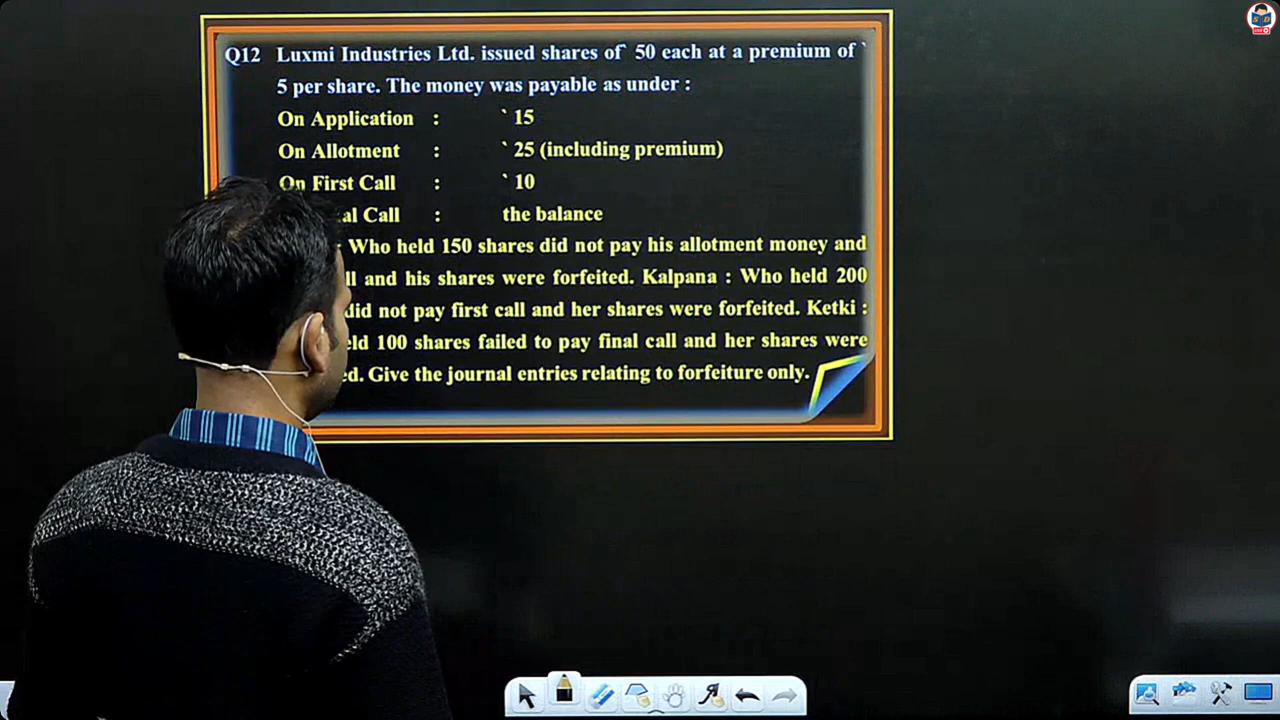 Q12 Luxmi Industries Ltd. issued shares of ` 50 each at a premium of `
5 per share. The money was payable as under :
On Application : ` 15
On Allotment : ` 25 (including premium)
On First Call : ` 10
Call : the balance
: Who held 150 shares did not pay his allotment money and
and his shares were forfeited. Kalpana : Who held 200
did not pay first call and her shares were forfeited. Ketki :
100 shares failed to pay final call and her shares were
Give the journal entries relating to forfeiture only.